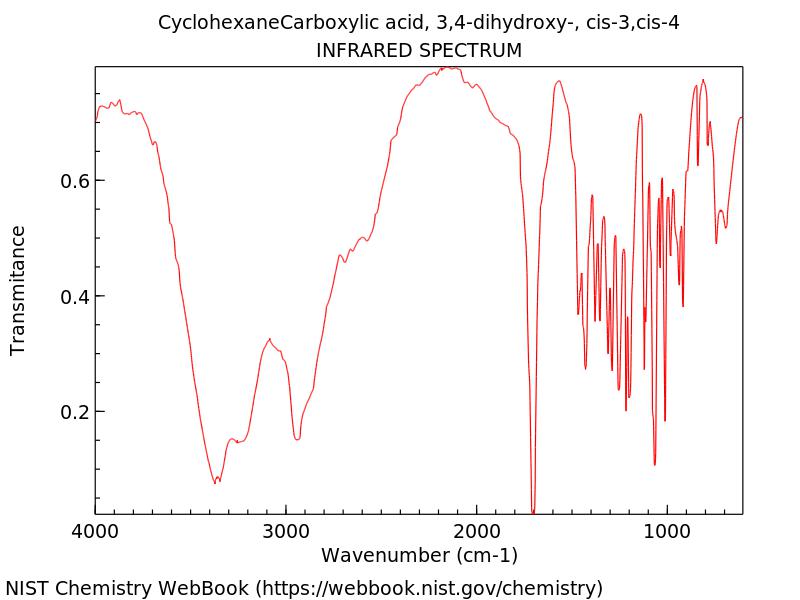 CyclohexaneCarboxylic acid, 3,4-dihydroxy-, cis-3,cis-4
INFRARED SPECTRUM
Transmitance
0.6
0.4
0.2
4000 3000 2000 1000
Wavenumber (cm-1)
NIST Chemistry WebBook (https://webbook.nist.gov/chemistry)